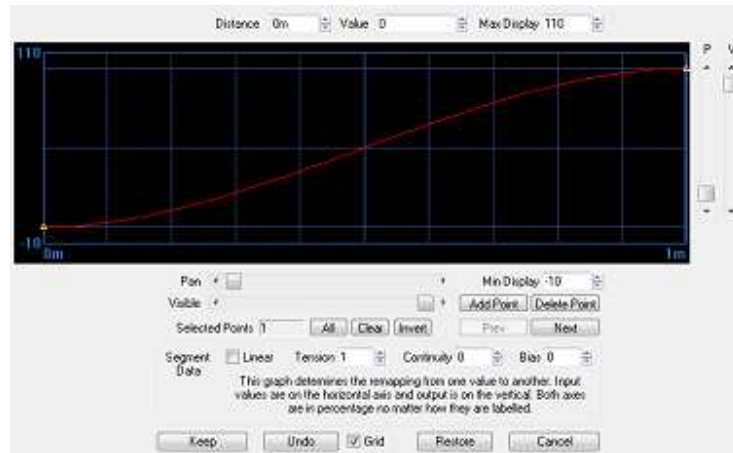 Distance 0m Value 0 Max Display 110
P V
110
-10
0m 1m
Pan Min Display -10
Visible Add Point Delete Point
Selected Points 1 All Clear Invert Prev Next
Segment Data Linear Tension 1 Continuity 0 Bias 0
This graph determines the remapping from one value to another. Input
values are on the horizontal axis and output is on the vertical. Both axes
are in percentage no matter how they are labelled.
Keep Undo Grid Restore Cancel